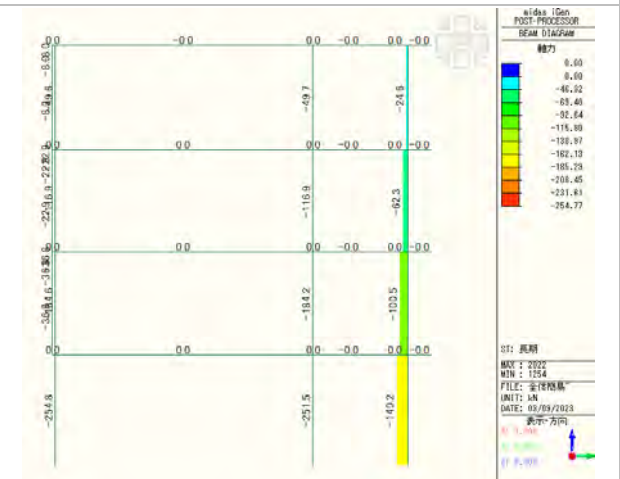 midas iGen
POST-PROCESSOR
BEAM DIAGRAM
軸力
0.00
0.00
-46.32
-69.48
-92.64
-115.80
-138.97
-162.13
-185.29
-208.45
-231.61
-254.77
ST: 長期
MAX : 2022
MIN : 1254
FILE: 全体簡易~
UNIT: kN
DATE: 03/09/2023
表示-方向
0.0 -0.0 0.0 -0.0 0.0 -0.0
-49.7
-24.6
0.0 0.0 -0.0 0.0 -0.0
-116.9
-62.3
0.0 0.0 -0.0 0.0 -0.0
-184.2
-100.5
0.0 0.0 0.0 -0.0 0.0 -0.0
-254.8
-251.5
-140.2